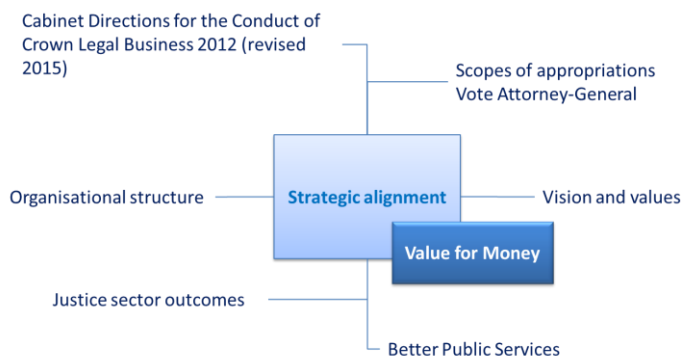 Cabinet Directions for the Conduct of
Crown Legal Business 2012 (revised
2015)
Scopes of appropriations
Vote Attorney-General
Organisational structure
Strategic alignment
Vision and values
Value for Money
Justice sector outcomes
Better Public Services